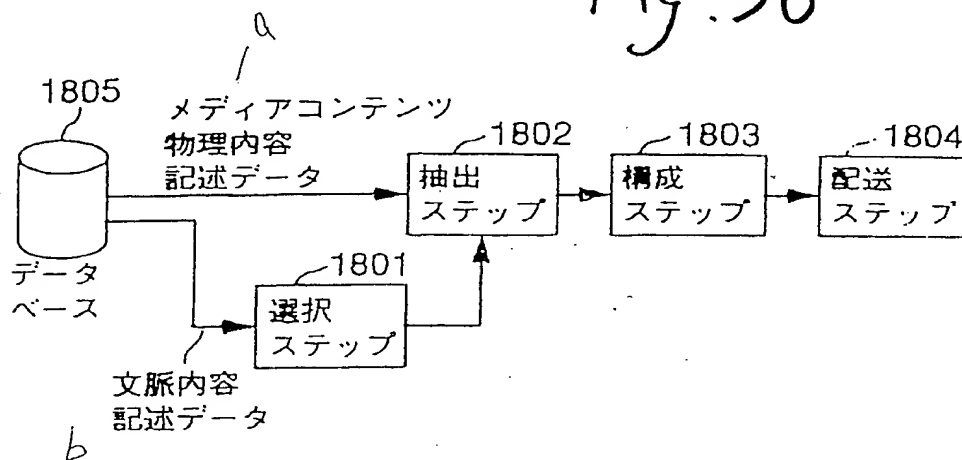 Fig. 56
a
1805
メディアコンテンツ
物理内容
記述データ
1802
抽出
ステップ
1803
構成
ステップ
1804
配送
ステップ
データ
ベース
1801
選択
ステップ
文脈内容
記述データ
b